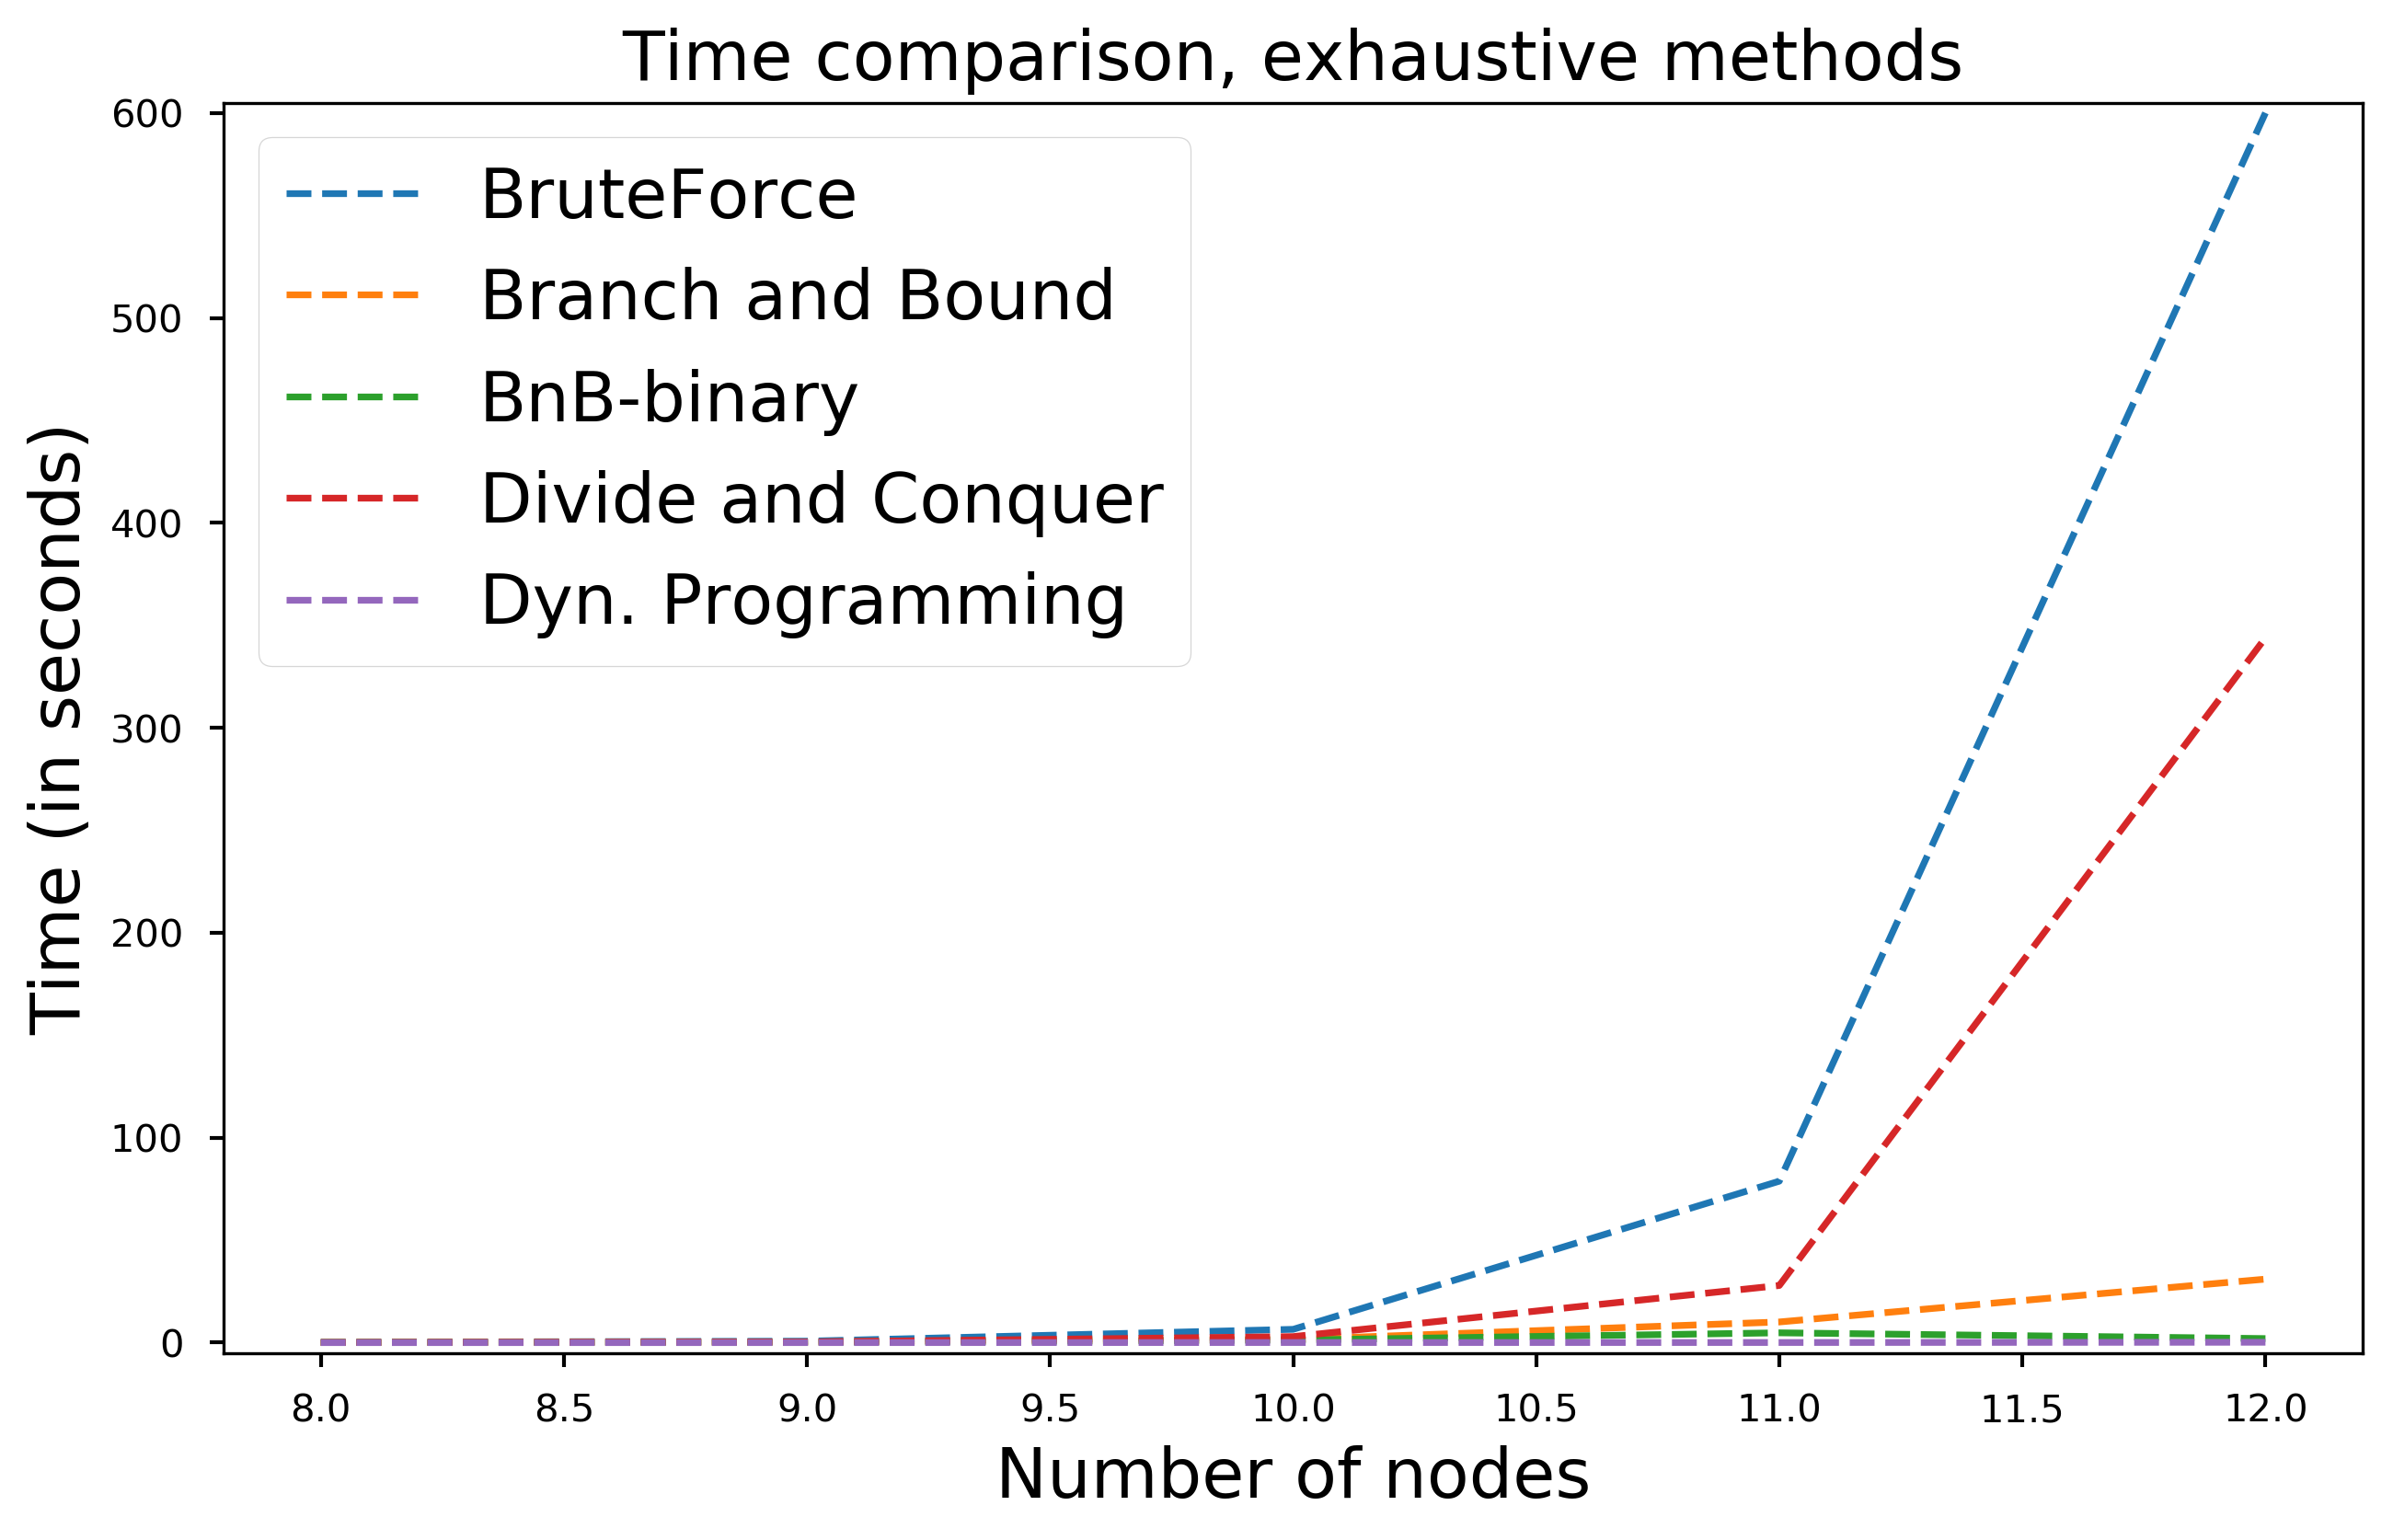 Time comparison, exhaustive methods
600
500
400
300
200
100
0
Time (in seconds)
BruteForce
Branch and Bound
BnB-binary
Divide and Conquer
Dyn. Programming
8.0 8.5 9.0 9.5 10.0 10.5 11.0 11.5 12.0
Number of nodes